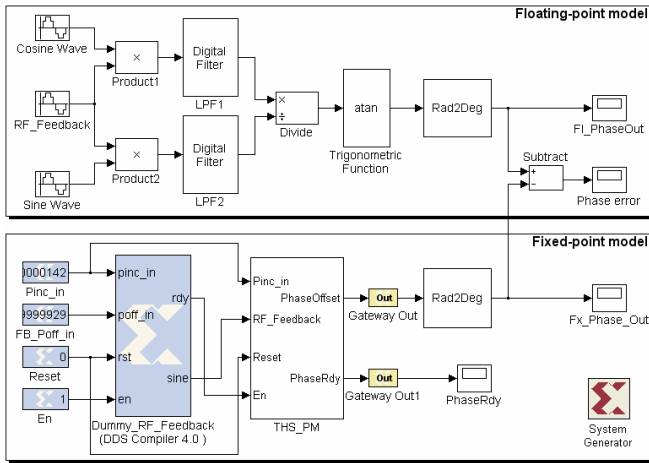 Floating-point model
Cosine Wave
×
Product1
Digital
Filter
LPF1
RF_Feedback
×
Product2
Digital
Filter
LPF2
Sine Wave
×
÷
Divide
atan
Trigonometric
Function
Rad2Deg
Fl_PhaseOut
Subtract
+
−
Phase error
Fixed-point model
0000142
Pinc_in
9999929
FB_Poff_in
0
Reset
1
En
pinc_in
poff_in
rst
en
rdy
sine
Dummy_RF_Feedback
(DDS Compiler 4.0 )
Pinc_in
RF_Feedback
Reset
En
PhaseOffset
PhaseRdy
THS_PM
Out
Gateway Out
Out
Gateway Out1
Rad2Deg
Fx_Phase_Out
PhaseRdy
System
Generator